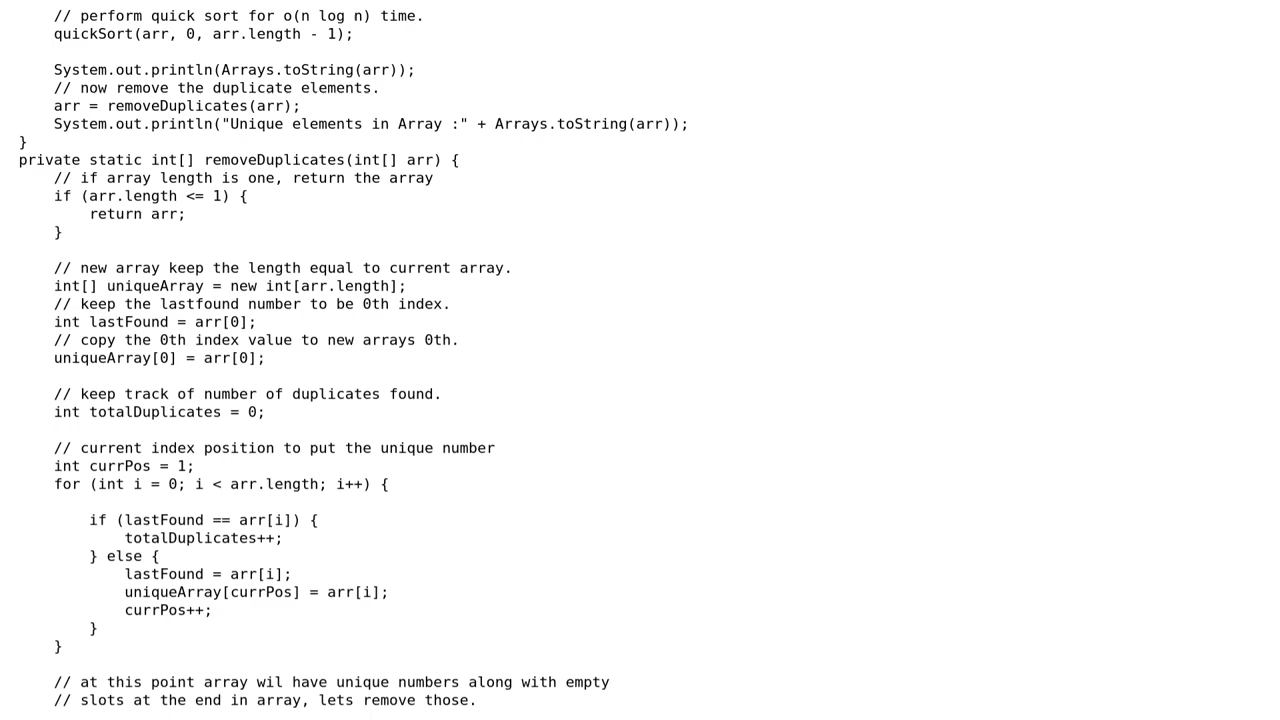 // perform quick sort for o(n log n) time.
quickSort(arr, 0, arr.length - 1);
System.out.println(Arrays.toString(arr));
// now remove the duplicate elements.
arr = removeDuplicates(arr);
System.out.println("Unique elements in Array :" + Arrays.toString(arr));
}
private static int[] removeDuplicates(int[] arr) {
// if array length is one, return the array
if (arr.length <= 1) {
return arr;
}
// new array keep the length equal to current array.
int[] uniqueArray = new int[arr.length];
// keep the lastfound number to be 0th index.
int lastFound = arr[0];
// copy the 0th index value to new arrays 0th.
uniqueArray[0] = arr[0];
// keep track of number of duplicates found.
int totalDuplicates = 0;
// current index position to put the unique number
int currPos = 1;
for (int i = 0; i < arr.length; i++) {
if (lastFound == arr[i]) {
totalDuplicates++;
} else {
lastFound = arr[i];
uniqueArray[currPos] = arr[i];
currPos++;
}
}
// at this point array wil have unique numbers along with empty
// slots at the end in array, lets remove those.